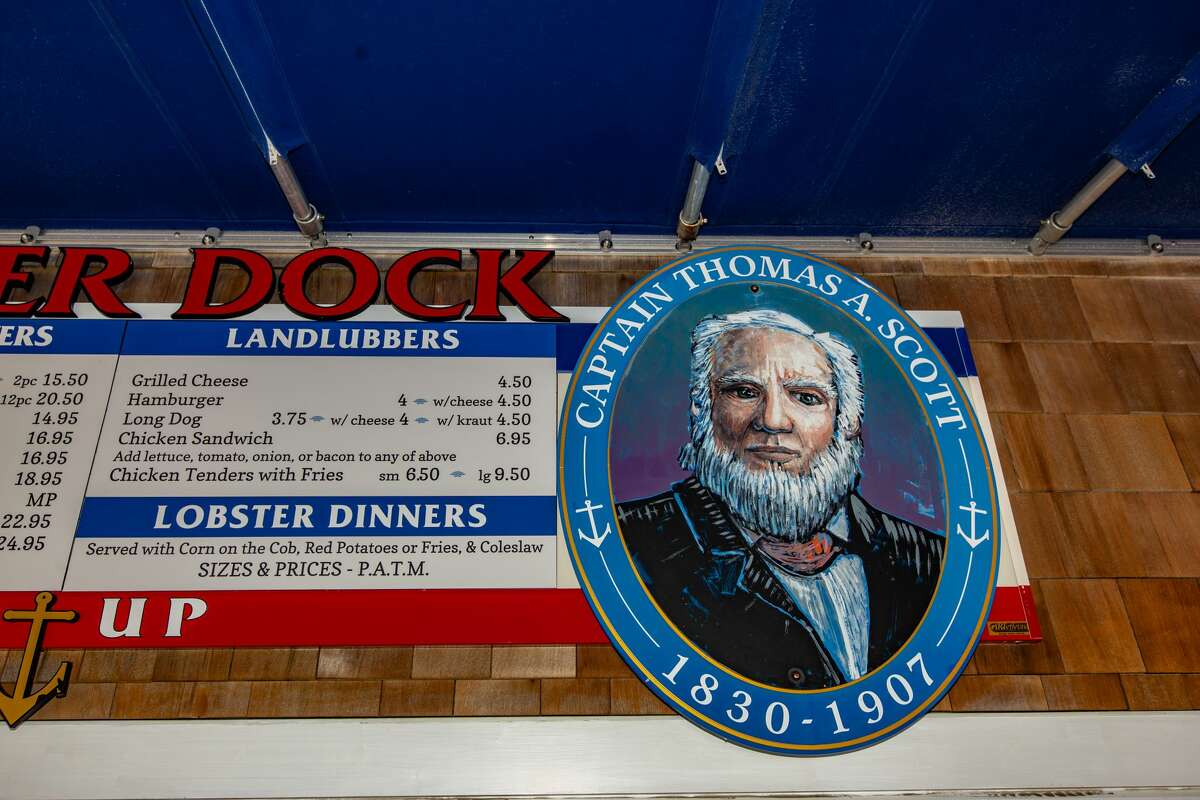 ER DOCK
ERS
2pc 15.50
12pc 20.50
14.95
16.95
16.95
18.95
MP
22.95
24.95
LANDLUBBERS
Grilled Cheese 4.50
Hamburger 4 w/cheese 4.50
Long Dog 3.75 w/ cheese 4 w/ kraut 4.50
Chicken Sandwich 6.95
Add lettuce, tomato, onion, or bacon to any of above
Chicken Tenders with Fries sm 6.50 lg 9.50
LOBSTER DINNERS
Served with Corn on the Cob, Red Potatoes or Fries, & Coleslaw
SIZES & PRICES - P.A.T.M.
UP
CAPTAIN THOMAS A. SCOTT
1830-1907